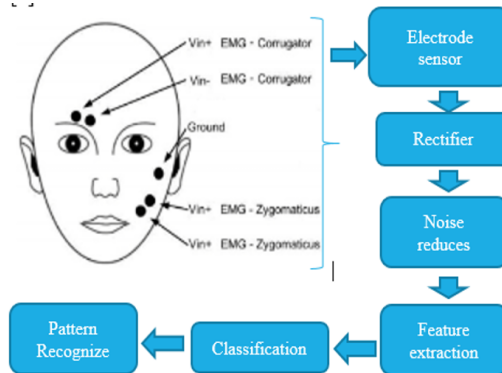 Vin+ EMG - Corrugator
Vin- EMG - Corrugator
Ground
Vin+ EMG - Zygomaticus
Vin+ EMG - Zygomaticus
Electrode
sensor
Rectifier
Noise
reduces
Feature
extraction
Classification
Pattern
Recognize